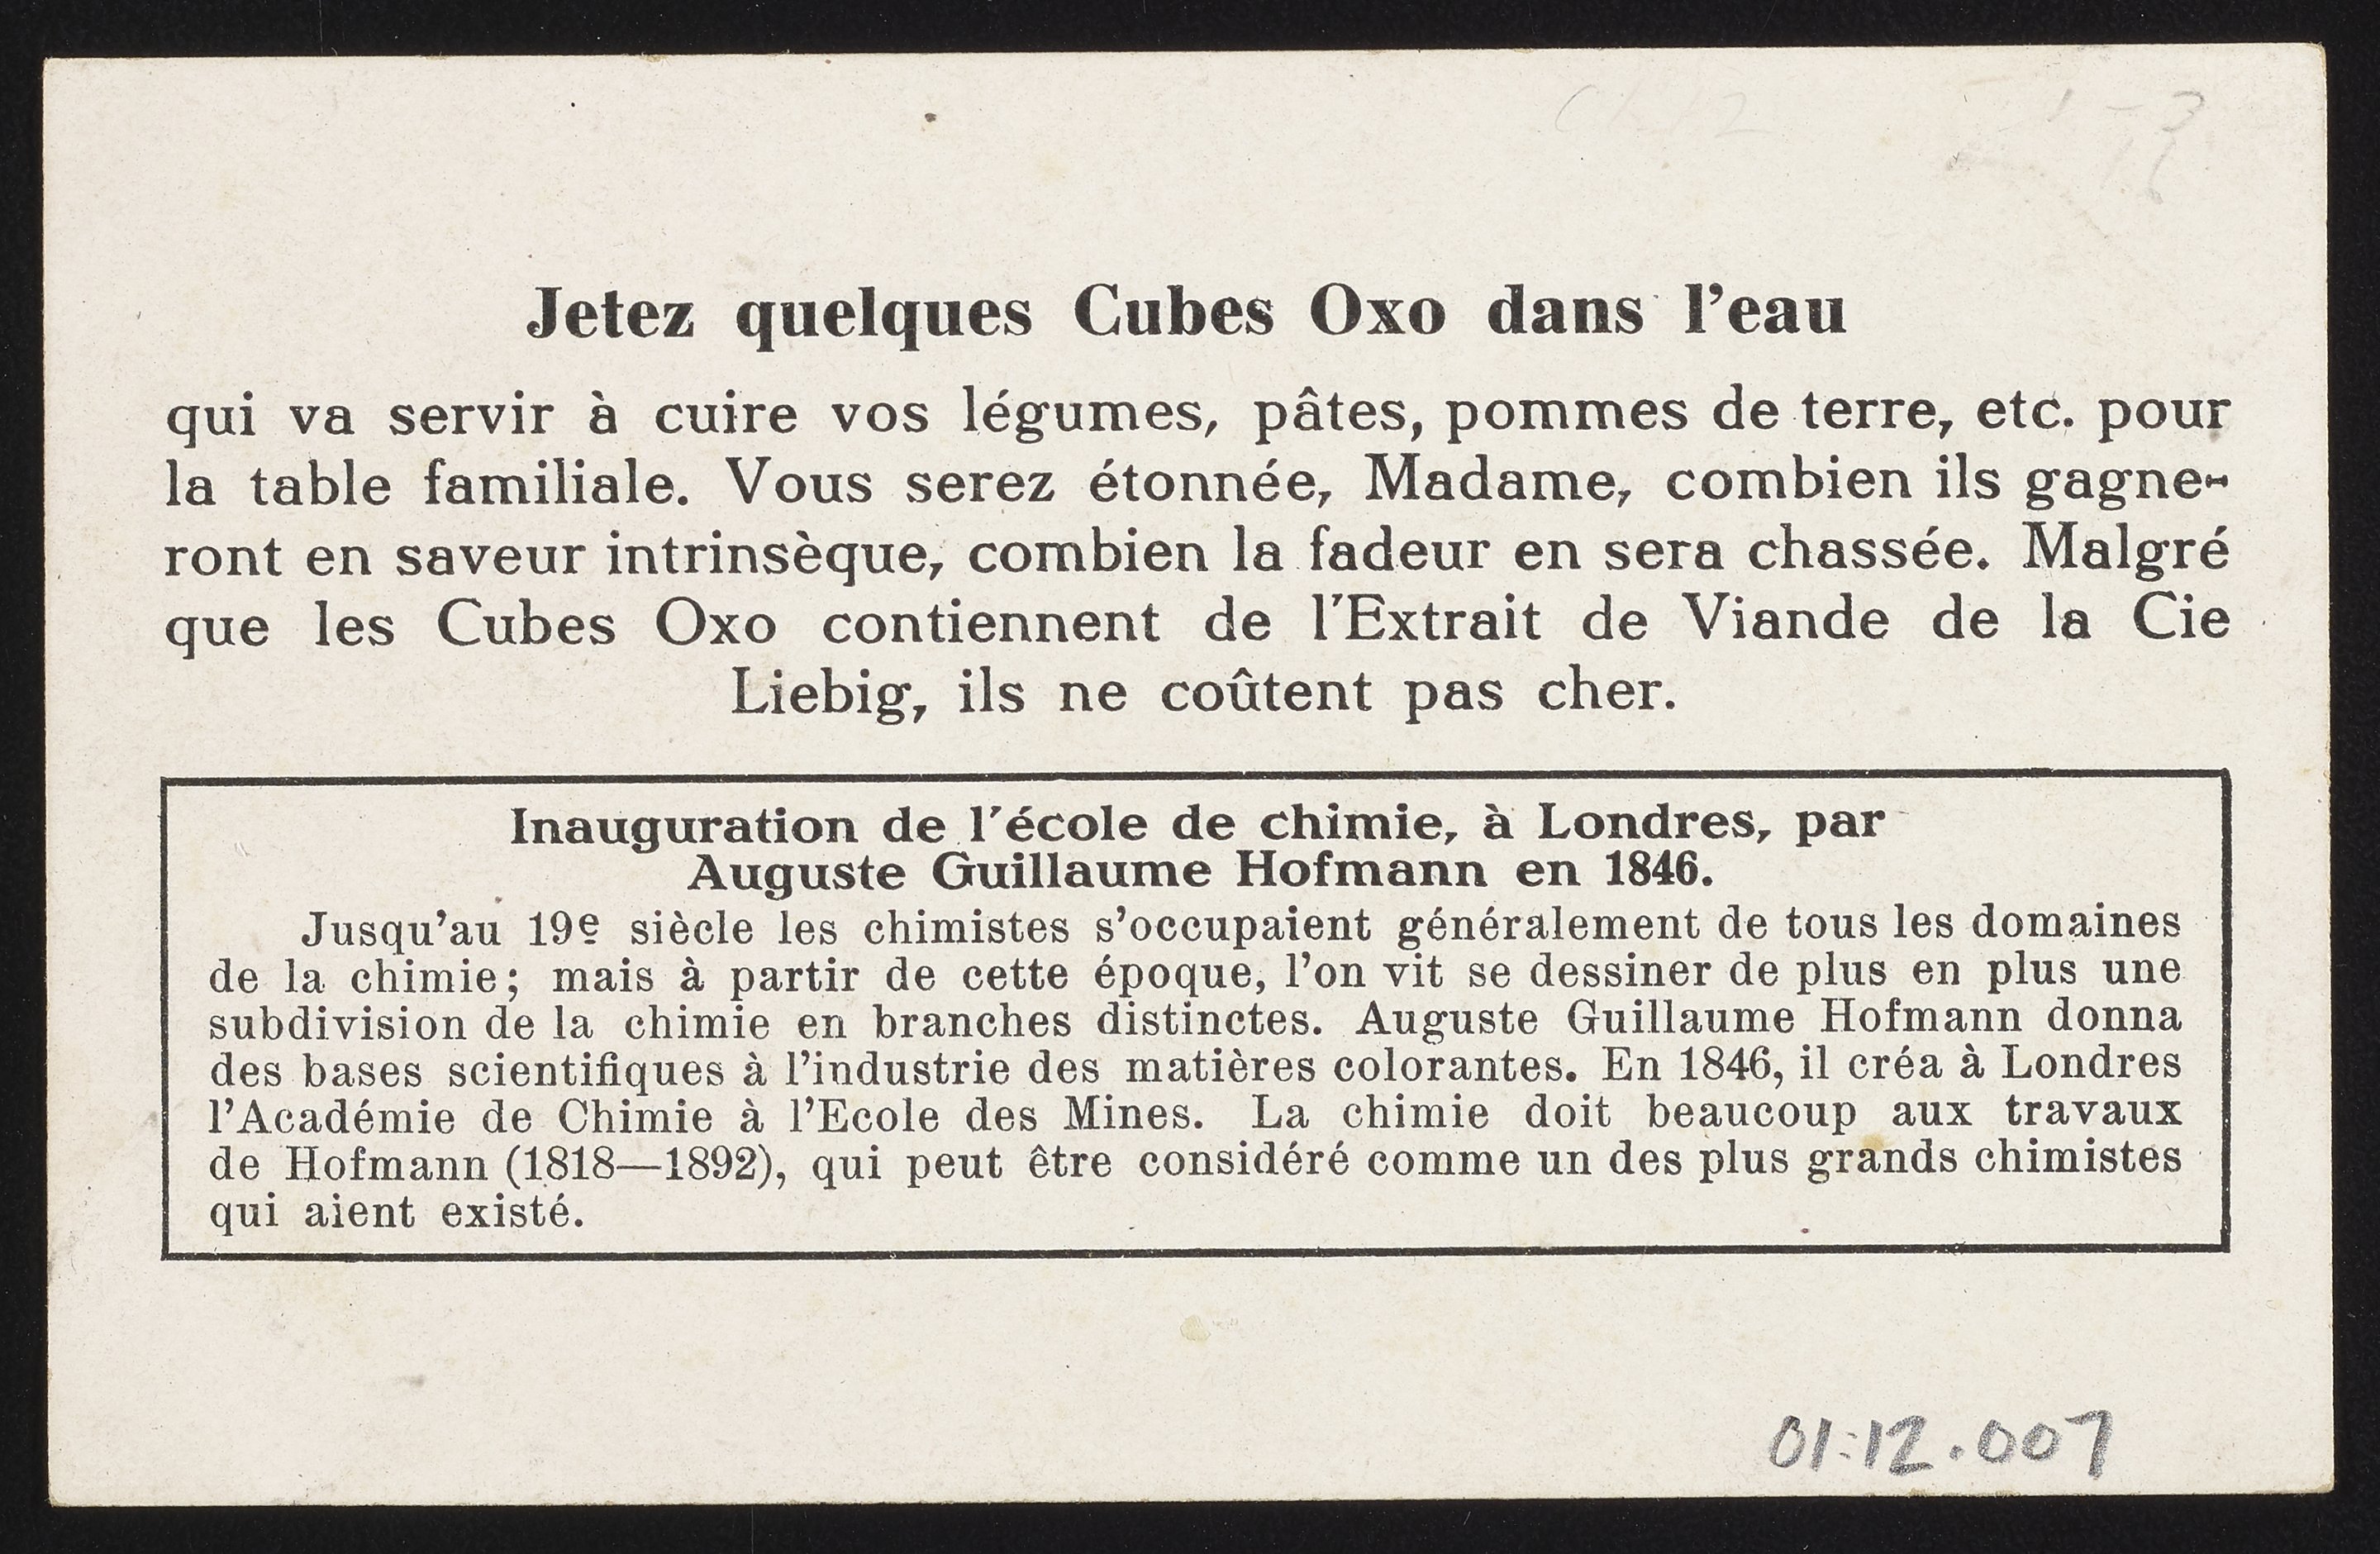 Jetez quelques Cubes Oxo dans l'eau
qui va servir à cuire vos légumes, pâtes, pommes de terre, etc. pour
la table familiale. Vous serez étonnée, Madame, combien ils gagne-
ront en saveur intrinsèque, combien la fadeur en sera chassée. Malgré
que les Cubes Oxo contiennent de l'Extrait de Viande de la Cie
Liebig, ils ne coûtent pas cher.
Inauguration de l'école de chimie, à Londres, par
Auguste Guillaume Hofmann en 1846.
Jusqu'au 19e siècle les chimistes s'occupaient généralement de tous les domaines
de la chimie; mais à partir de cette époque, l'on vit se dessiner de plus en plus une
subdivision de la chimie en branches distinctes. Auguste Guillaume Hofmann donna
des bases scientifiques à l'industrie des matières colorantes. En 1846, il créa à Londres
l'Académie de Chimie à l'Ecole des Mines. La chimie doit beaucoup aux travaux
de Hofmann (1818—1892), qui peut être considéré comme un des plus grands chimistes
qui aient existé.
01:12.007